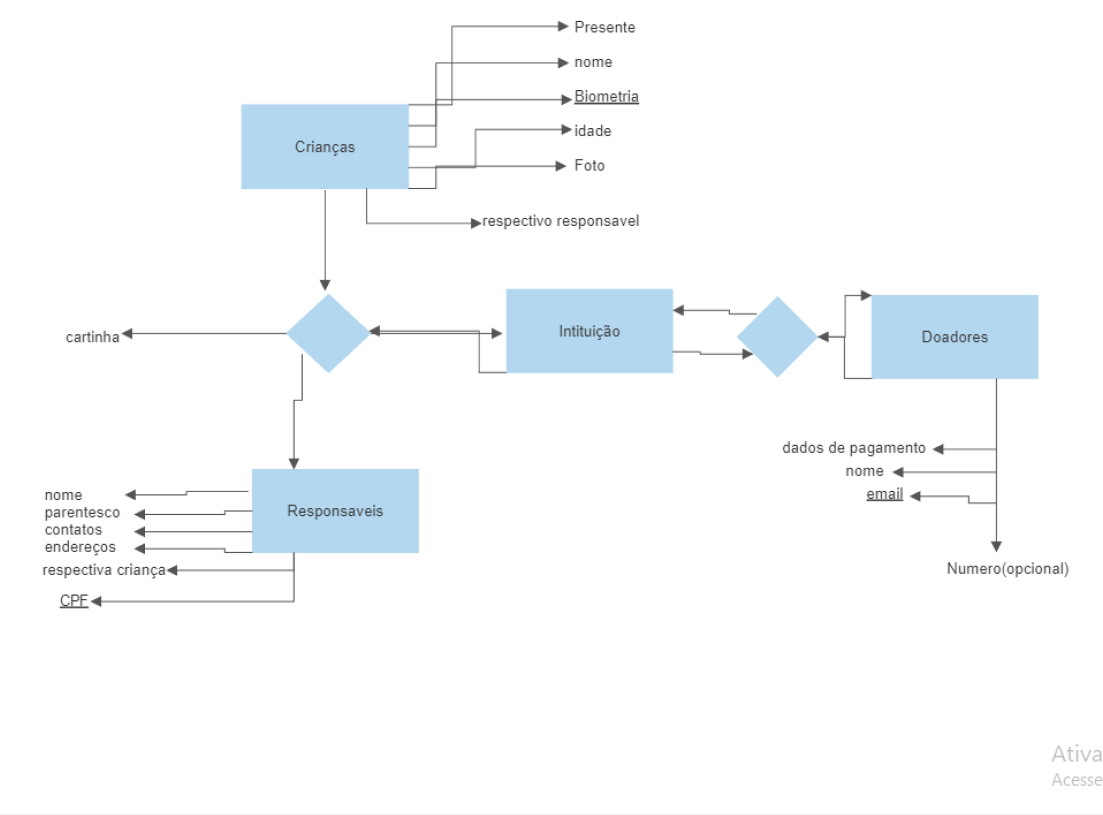 Presente
nome
Biometria
idade
Foto
Crianças
respectivo responsavel
cartinha
Intituição
Doadores
dados de pagamento
nome
email
Numero(opcional)
Responsaveis
nome
parentesco
contatos
endereços
respectiva criança
CPF
Ativa
Acesse